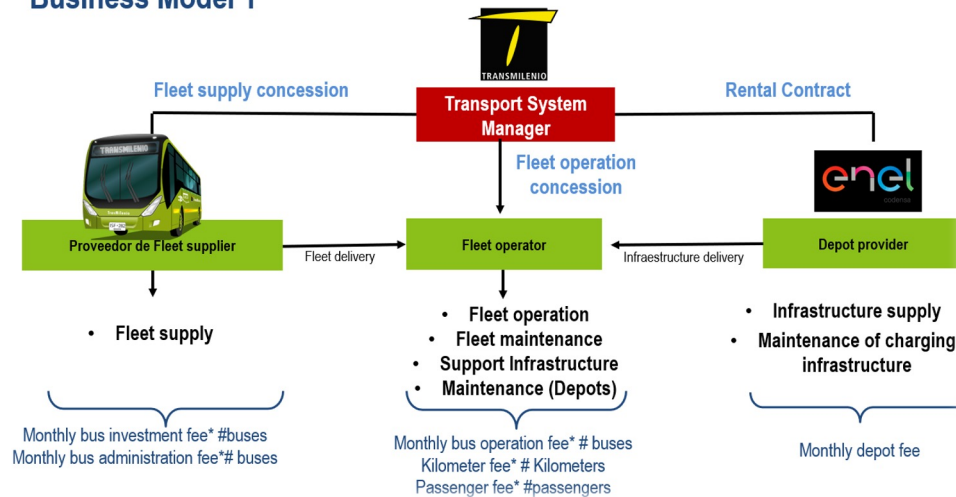 Business Model 1
TRANSMILENIO
Fleet supply concession
Rental Contract
Transport System
Manager
TRANSMILENIO
Fleet operation
concession
enel
codensa
Proveedor de Fleet supplier
Fleet delivery
Fleet operator
Infraestructure delivery
Depot provider
• Fleet supply
• Fleet operation
• Fleet maintenance
• Support Infrastructure
• Maintenance (Depots)
• Infrastructure supply
• Maintenance of charging
infrastructure
Monthly bus investment fee* #buses
Monthly bus administration fee*# buses
Monthly bus operation fee* # buses
Kilometer fee* # Kilometers
Passenger fee* #passengers
Monthly depot fee